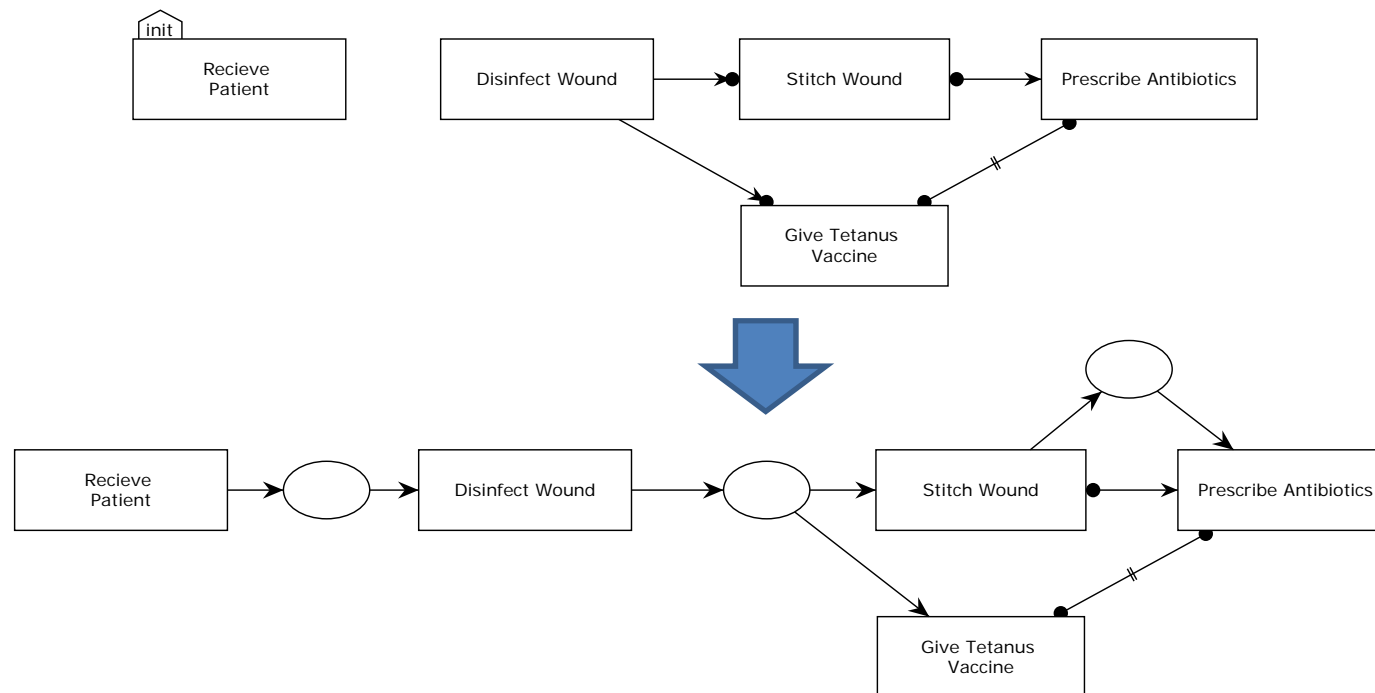 init
Recieve
Patient
Disinfect Wound
Stitch Wound
Prescribe Antibiotics
Give Tetanus
Vaccine
Recieve
Patient
Disinfect Wound
Stitch Wound
Prescribe Antibiotics
Give Tetanus
Vaccine